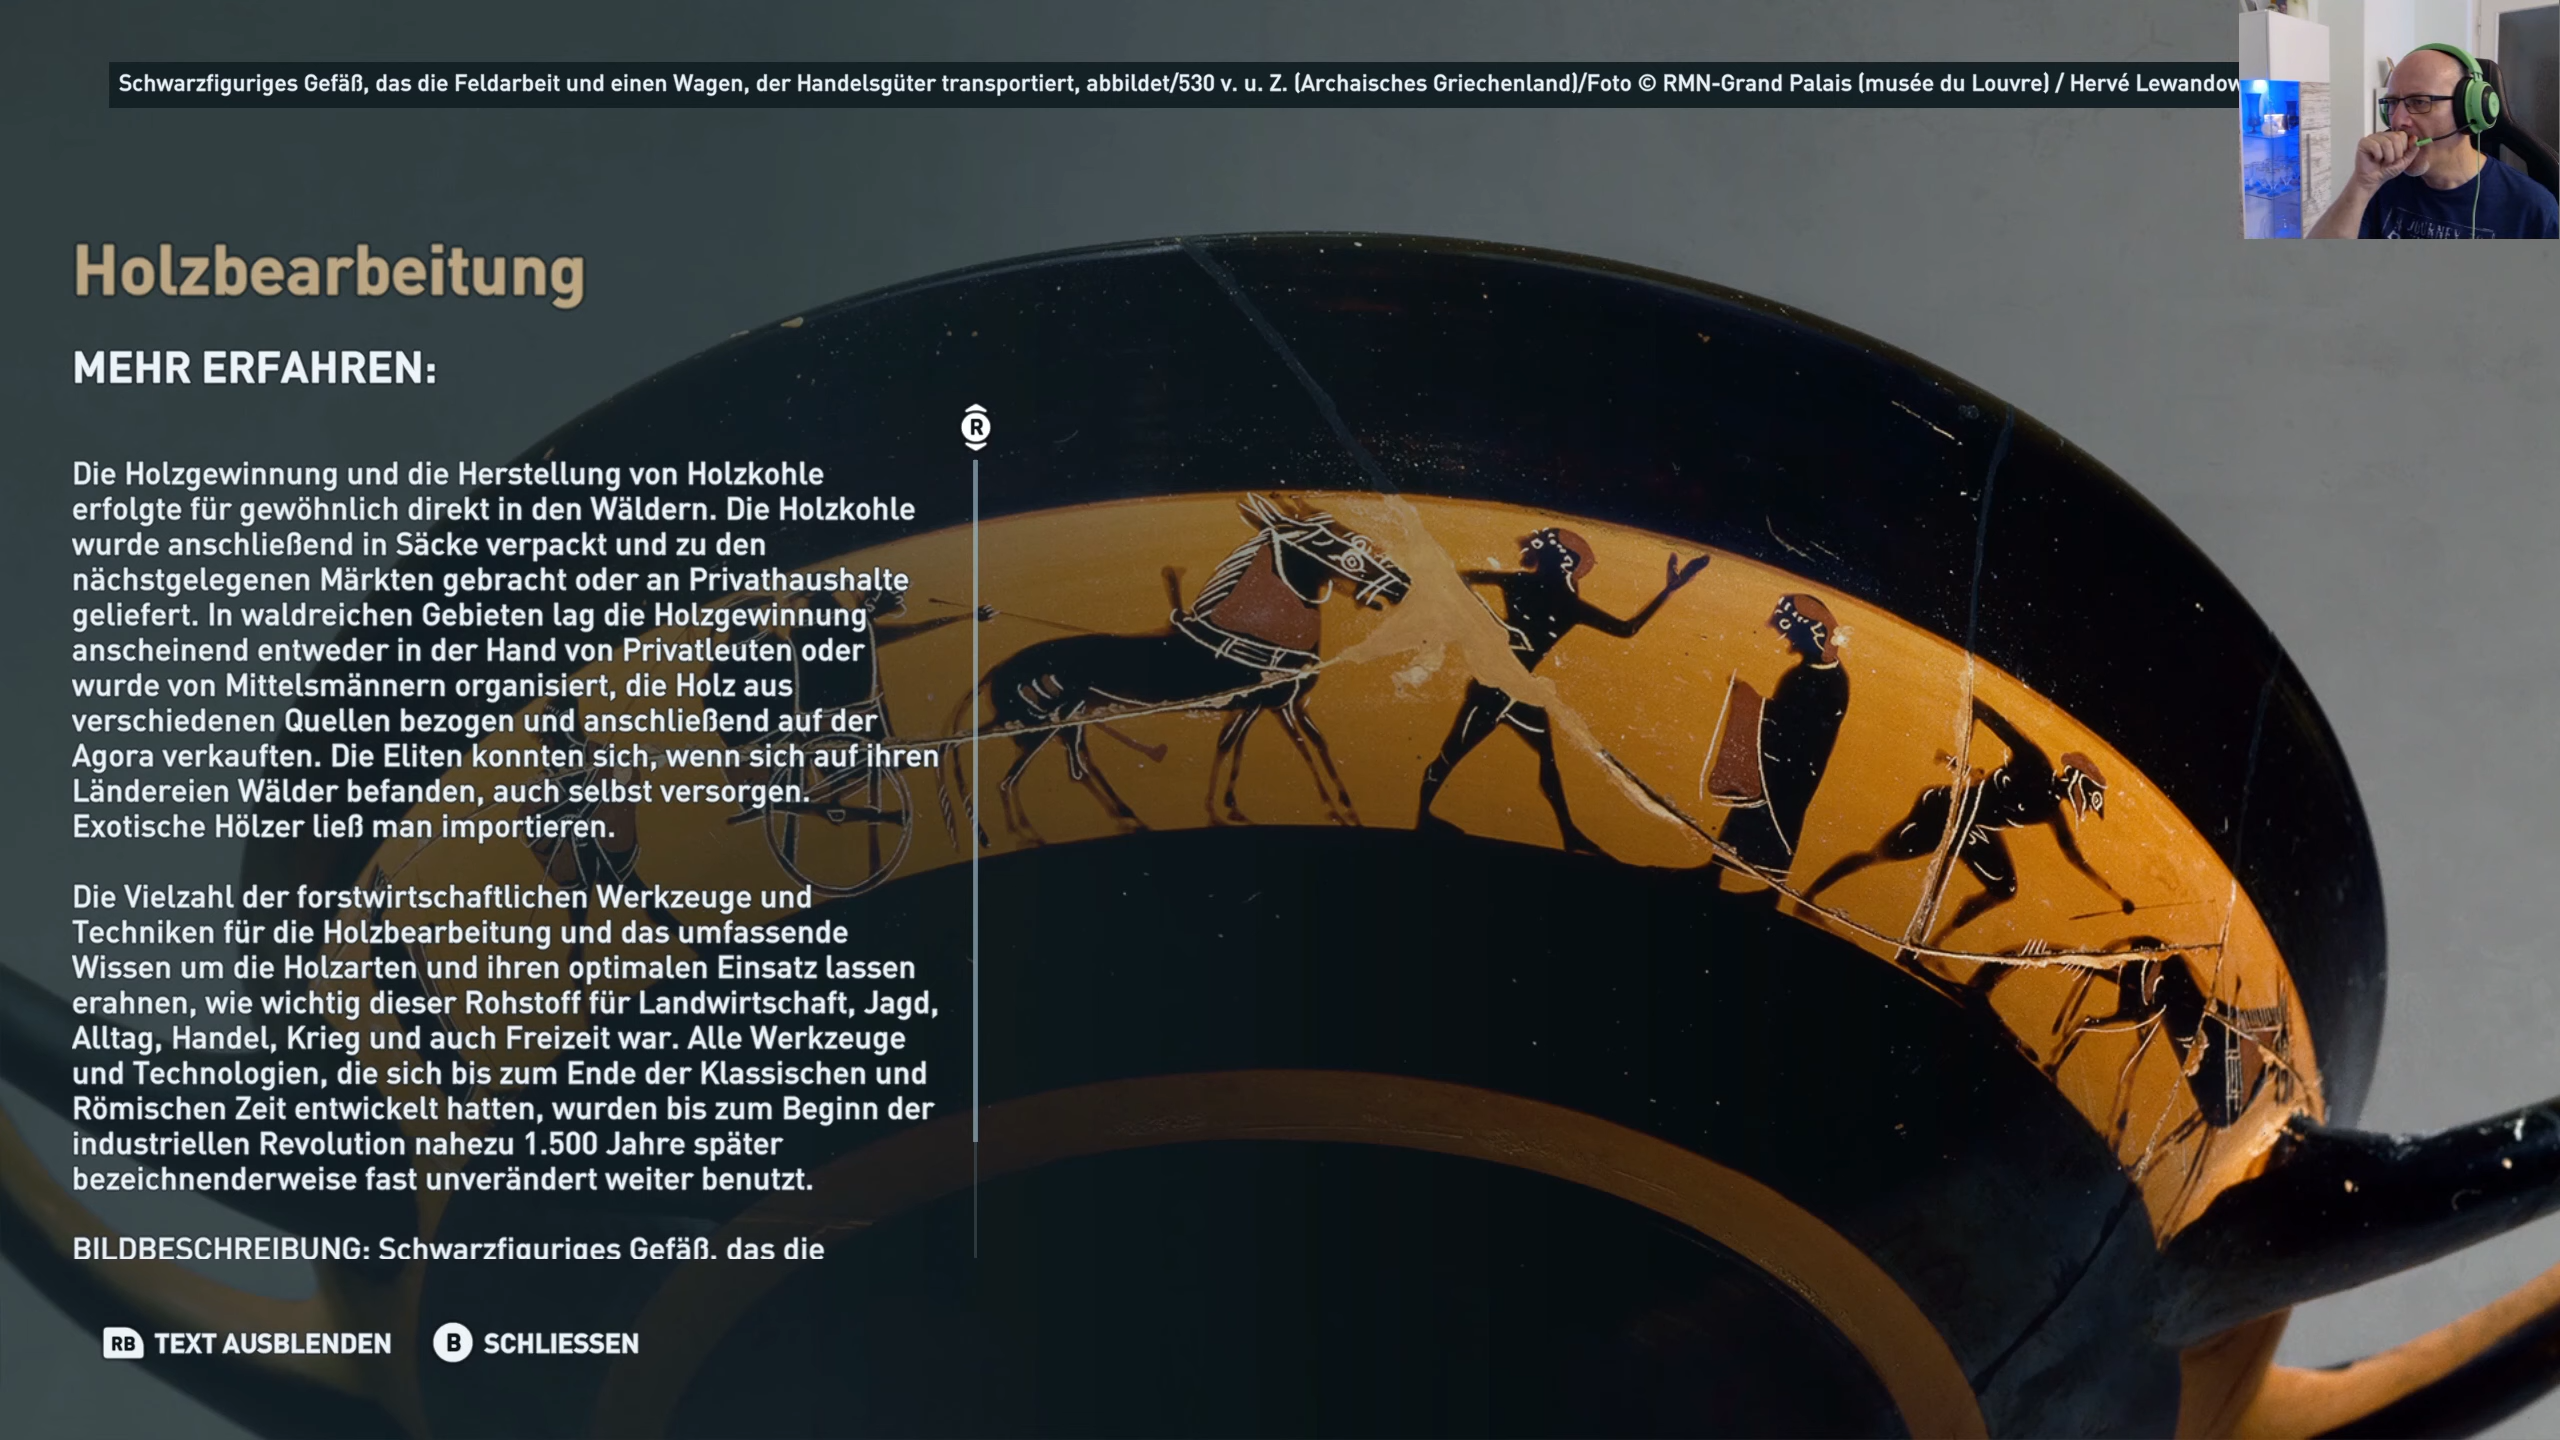 Schwarzfiguriges Gefäß, das die Feldarbeit und einen Wagen, der Handelsgüter transportiert, abbildet/530 v. u. Z. (Archaisches Griechenland)/Foto © RMN-Grand Palais (musée du Louvre) / Hervé
Holzbearbeitung
MEHR ERFAHREN:
R
Die Holzgewinnung und die Herstellung von Holzkohle
erfolgte für gewöhnlich direkt in den Wäldern. Die Holzkohle
wurde anschließend in Säcke verpackt und zu den
nächstgelegenen Märkten gebracht oder an Privathaushalte
geliefert. In waldreichen Gebieten lag die Holzgewinnung
anscheinend entweder in der Hand von Privatleuten oder
wurde von Mittelsmännern organisiert, die Holz aus
verschiedenen Quellen bezogen und anschließend auf der
Agora verkauften. Die Eliten konnten sich, wenn sich auf ihren
Ländereien Wälder befanden, auch selbst versorgen.
Exotische Hölzer ließ man importieren.
Die Vielzahl der forstwirtschaftlichen Werkzeuge und
Techniken für die Holzbearbeitung und das umfassende
Wissen um die Holzarten und ihren optimalen Einsatz lassen
erahnen, wie wichtig dieser Rohstoff für Landwirtschaft, Jagd,
Alltag, Handel, Krieg und auch Freizeit war. Alle Werkzeuge
und Technologien, die sich bis zum Ende der Klassischen und
Römischen Zeit entwickelt hatten, wurden bis zum Beginn der
industriellen Revolution nahezu 1.500 Jahre später
bezeichnenderweise fast unverändert weiter benutzt.
BILDBESCHREIBUNG: Schwarzfiguriges Gefäß, das die
RB TEXT AUSBLENDEN B SCHLIESSEN
JOURNEY